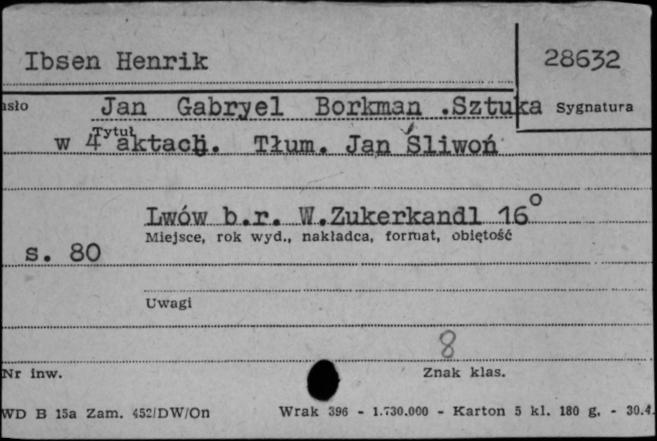 Ibsen Henrik
28632
asło
Jan Gabryel Borkman .Sztuka
Sygnatura
Tytuł
w 4 aktach. Tłum. Jan Śliwoń
Lwów b.r. W.Zukerkandl 16°
Miejsce, rok wyd., nakładca, format, obiętość
s. 80
Uwagi
8
Nr inw.
Znak klas.
WD B 15a Zam. 452/DW/On
Wrak 396 - 1.730.000 - Karton 5 kl. 180 g. - 30.4.